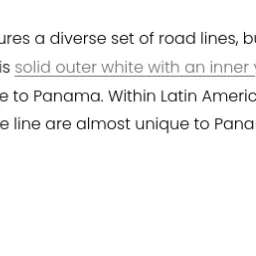 ures a diverse set of road lines, bu
is solid outer white with an inner
e to Panama. Within Latin Americ
e line are almost unique to Pana